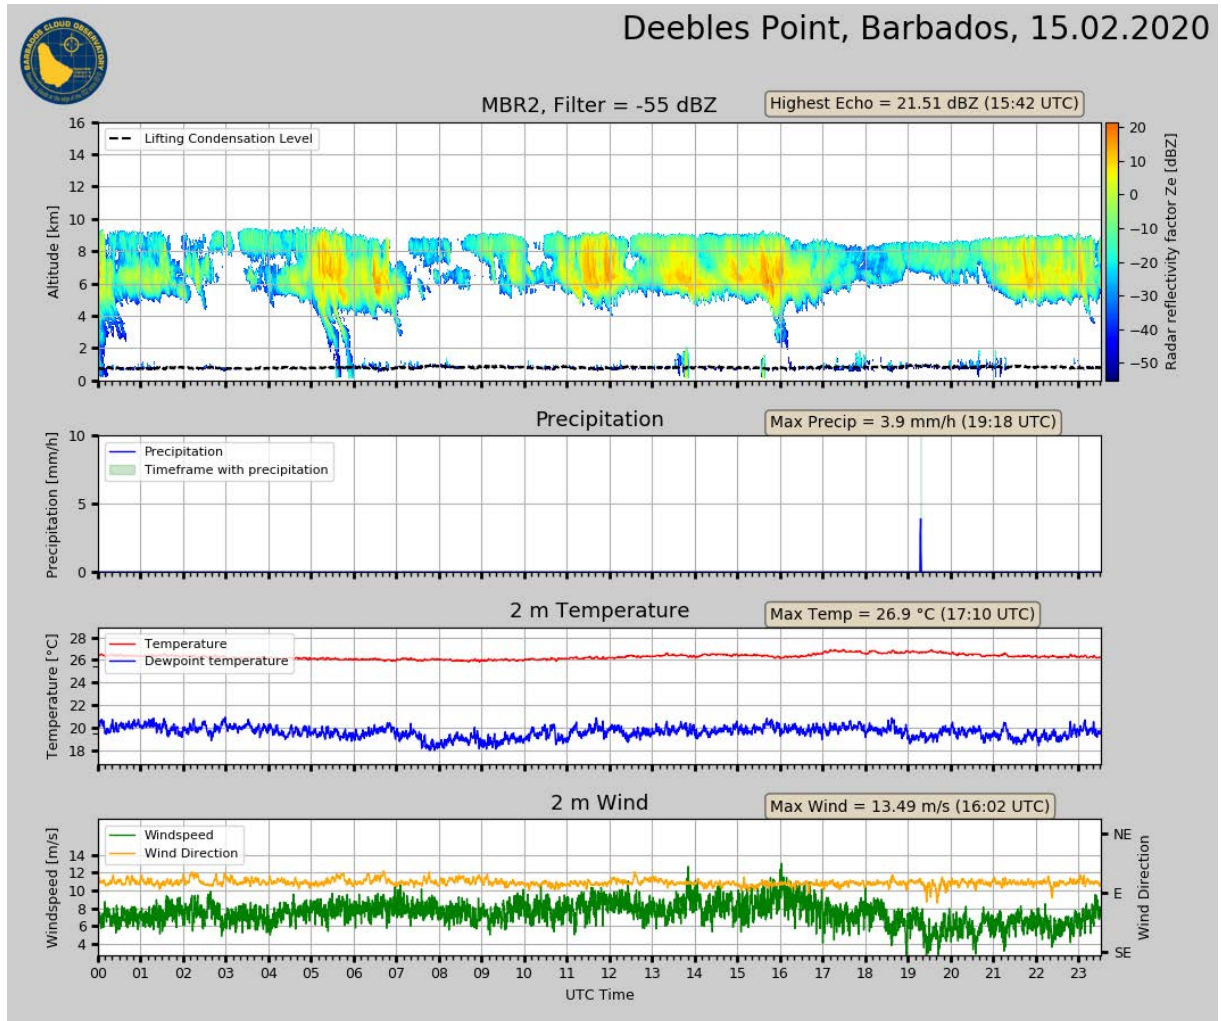 Deebles Point, Barbados, 15.02.2020
BARBADOS CLOUD OBSERVATORY
MBR2, Filter = -55 dBZ
Highest Echo = 21.51 dBZ (15:42 UTC)
Lifting Condensation Level
Altitude [km]
16
14
12
10
8
6
4
2
0
20
10
0
−10
−20
−30
−40
−50
Radar reflectivity factor Ze [dBZ]
Precipitation
Max Precip = 3.9 mm/h (19:18 UTC)
Precipitation
Timeframe with precipitation
Precipitation [mm/h]
10
5
0
2 m Temperature
Max Temp = 26.9 °C (17:10 UTC)
Temperature
Dewpoint temperature
Temperature [°C]
28
26
24
22
20
18
2 m Wind
Max Wind = 13.49 m/s (16:02 UTC)
Windspeed
Wind Direction
Windspeed [m/s]
14
12
10
8
6
4
NE
E
SE
Wind Direction
00 01 02 03 04 05 06 07 08 09 10 11 12 13 14 15 16 17 18 19 20 21 22 23
UTC Time